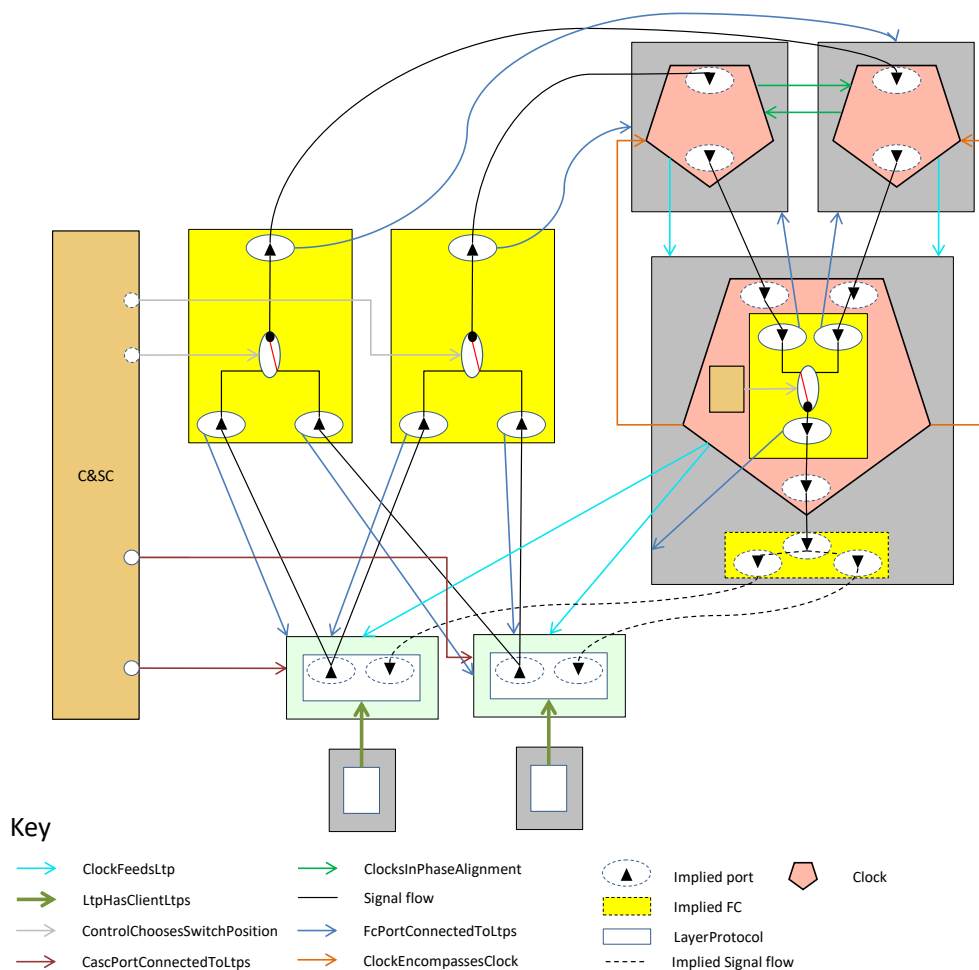 C&SC
Key
ClockFeedsLtp
LtpHasClientLtps
ControlChoosesSwitchPosition
CascPortConnectedToLtps
ClocksInPhaseAlignment
Signal flow
FcPortConnectedToLtps
ClockEncompassesClock
Implied port
Implied FC
LayerProtocol
Implied Signal flow
Clock